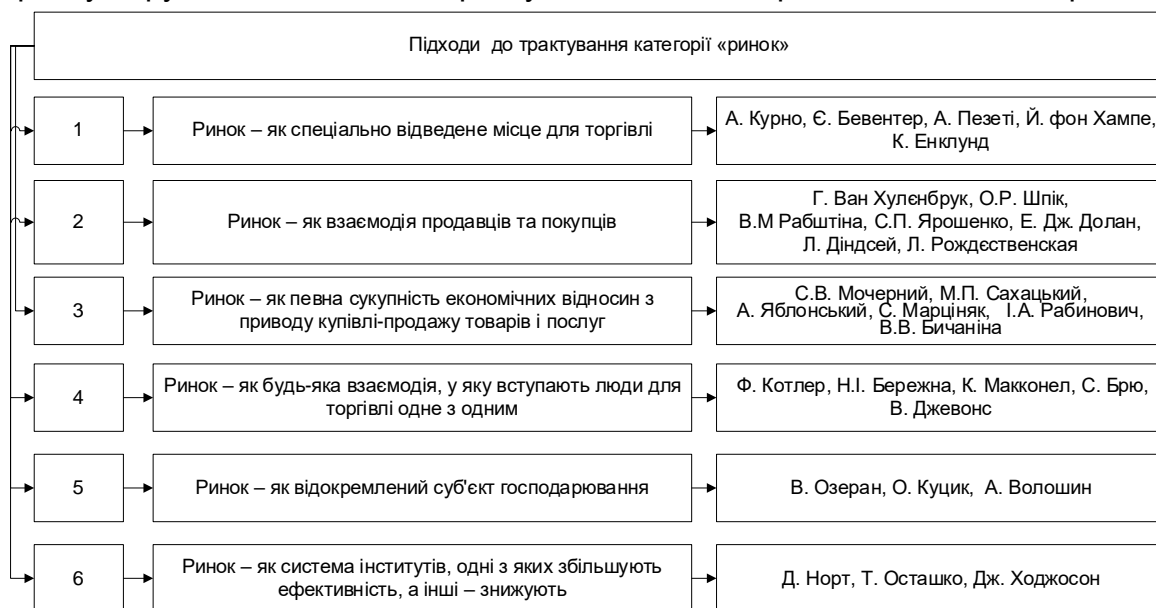 Підходи до трактування категорії «ринок»
1
Ринок – як спеціально відведене місце для торгівлі
А. Курно, Є. Бевентер, А. Пезеті, Й. фон Хампе,
К. Енклунд
2
Ринок – як взаємодія продавців та покупців
Г. Ван Хулєнбрук, О.Р. Шпік,
В.М Рабштіна, С.П. Ярошенко, Е. Дж. Долан,
Л. Діндсей, Л. Рождєственская
3
Ринок – як певна сукупність економічних відносин з
приводу купівлі-продажу товарів і послуг
С.В. Мочерний, М.П. Сахацький,
А. Яблонський, С. Марціняк, І.А. Рабинович,
В.В. Бичаніна
4
Ринок – як будь-яка взаємодія, у яку вступають люди для
торгівлі одне з одним
Ф. Котлер, Н.І. Бережна, К. Макконел, С. Брю,
В. Джевонс
5
Ринок – як відокремлений суб'єкт господарювання
В. Озеран, О. Куцик, А. Волошин
6
Ринок – як система інститутів, одні з яких збільшують
ефективність, а інші – знижують
Д. Норт, Т. Осташко, Дж. Ходжосон